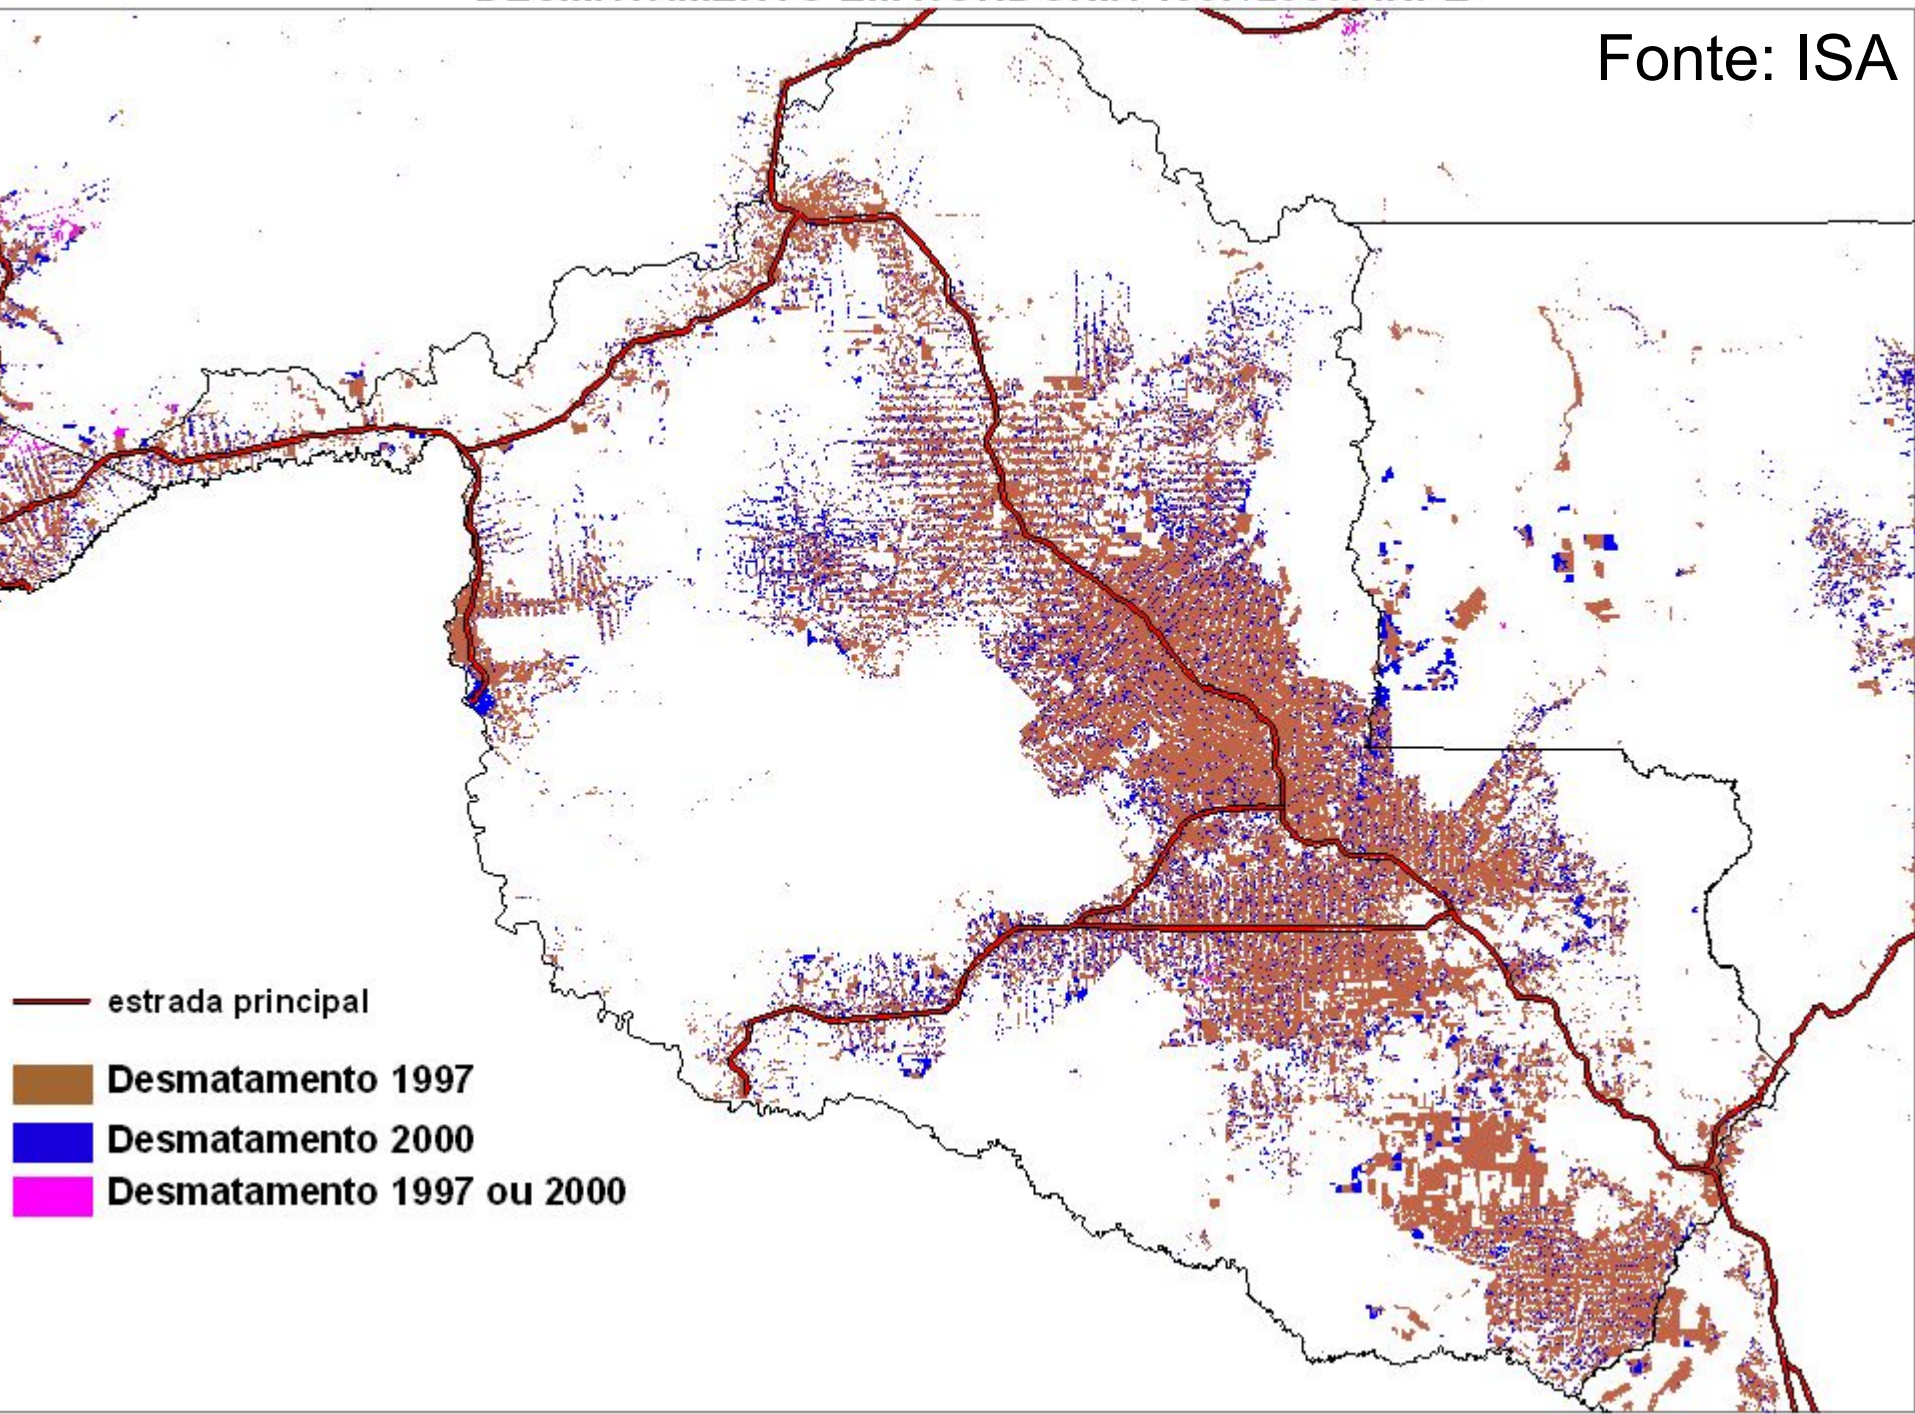 Fonte: ISA
estrada principal
Desmatamento 1997
Desmatamento 2000
Desmatamento 1997 ou 2000